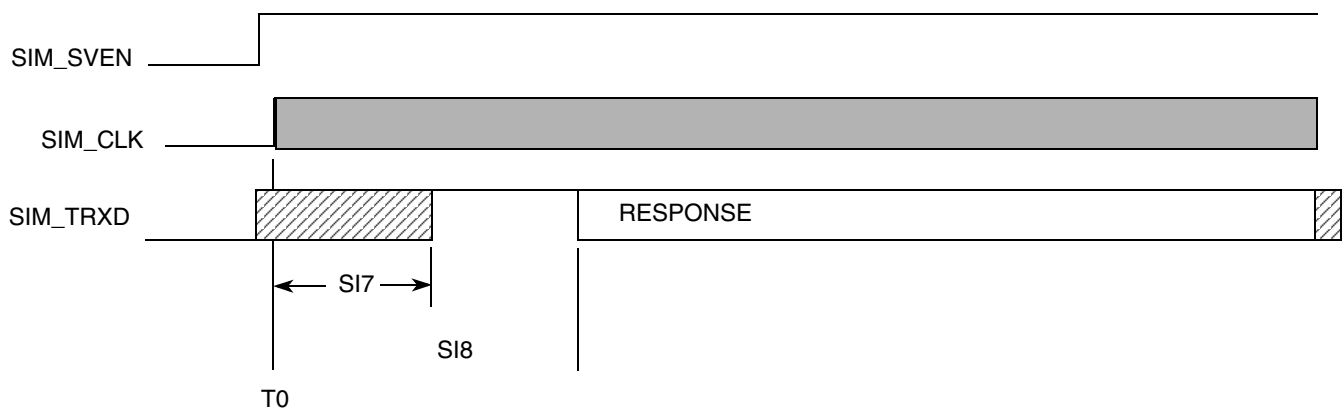 SIM_SVEN
SIM_CLK
SIM_TRXD
RESPONSE
SI7
SI8
T0